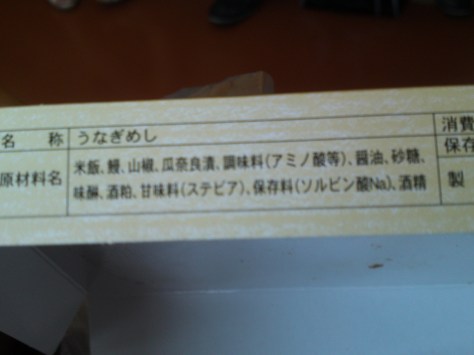 名 称 うなぎめし 消費
原材料名 米飯、鰻、山椒、瓜奈良漬、調味料(アミノ酸等)、醤油、砂糖、 保存
味醂、酒粕、甘味料(ステビア)、保存料(ソルビン酸Na)、酒精 製